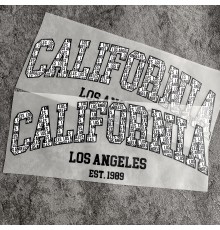 CALIFORNIA
LOS AN
CALIFORNIA
LOS ANGELES
EST. 1989